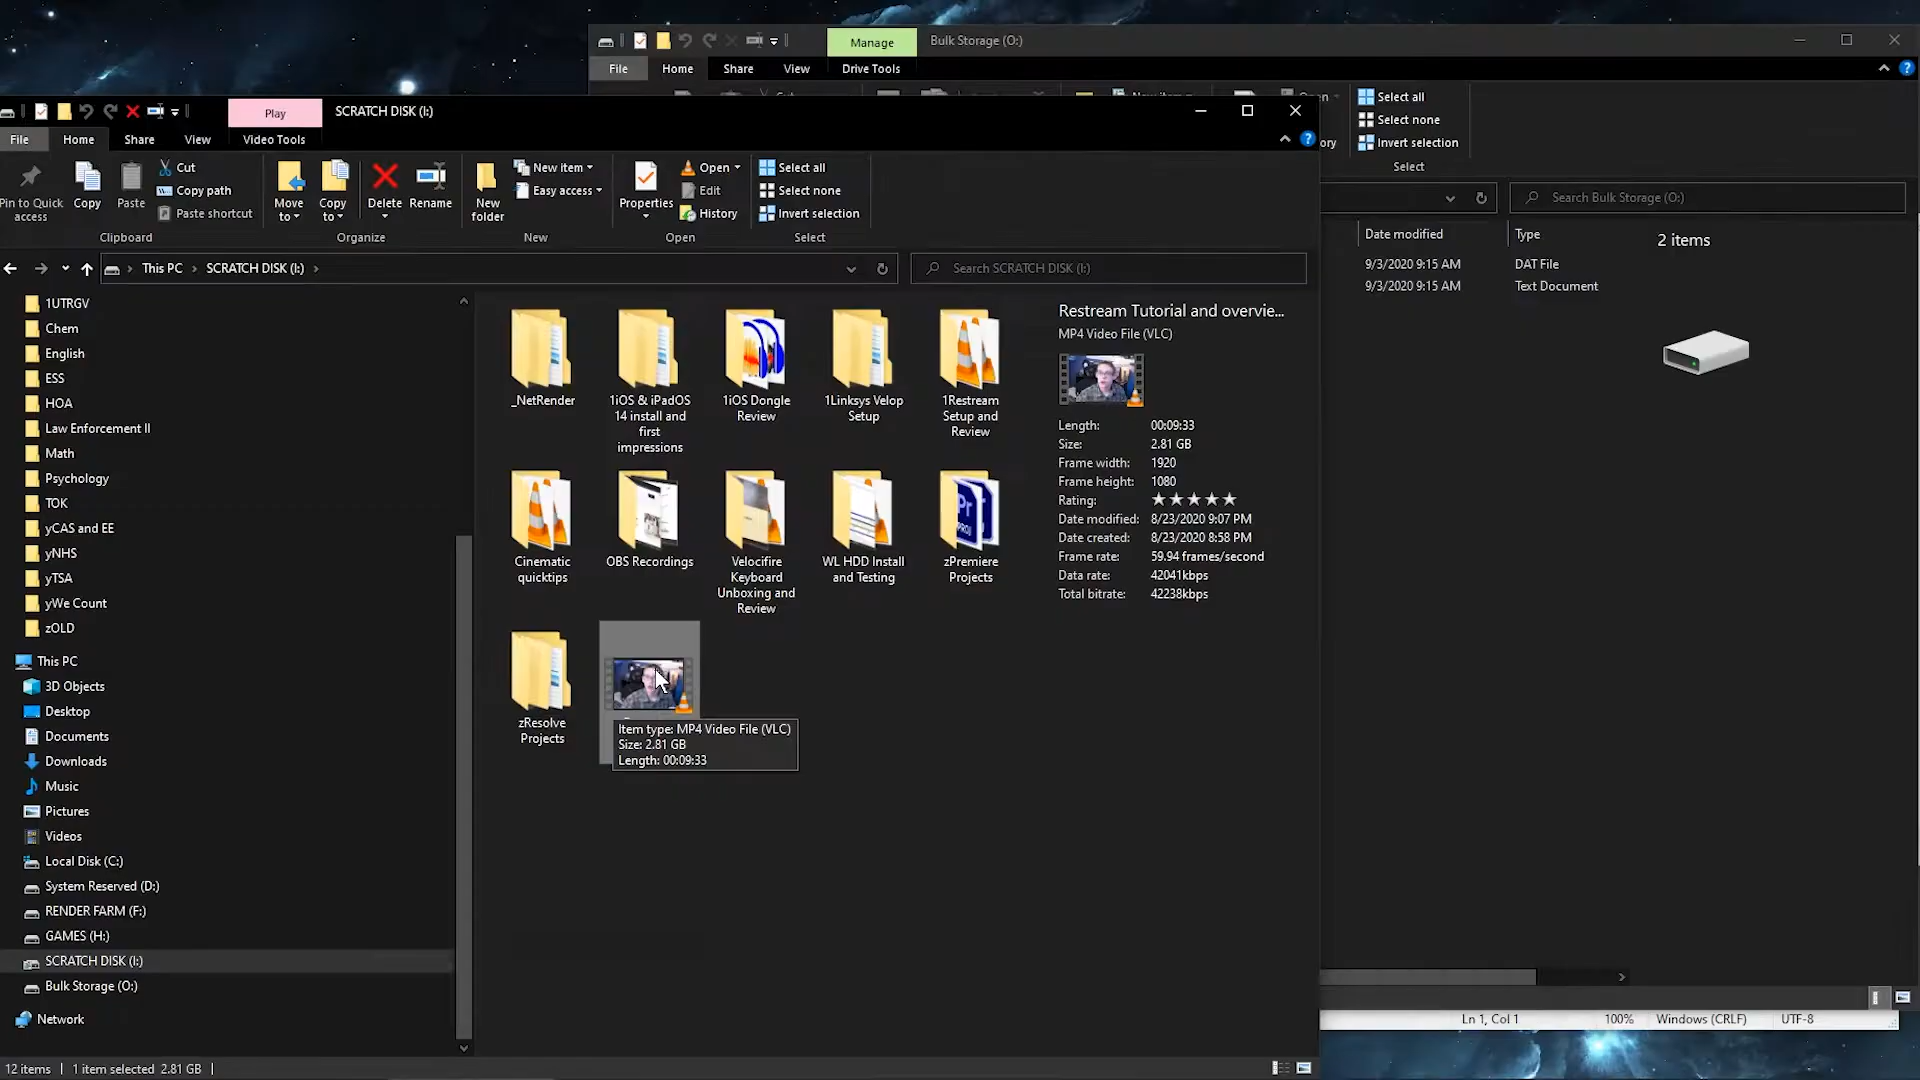 Manage
Bulk Storage (O:)
File
Home
Share
View
Drive Tools
Select all
Select none
Invert selection
Select
Search Bulk Storage (O:)
Date modified
Type
2 items
9/3/2020 9:15 AM
DAT File
9/3/2020 9:15 AM
Text Document
Ln 1, Col 1
100%
Windows (CRLF)
UTF-8
Play
SCRATCH DISK (I:)
File
Home
Share
View
Video Tools
Pin to Quick
access
Copy
Paste
Cut
Copy path
Paste shortcut
Clipboard
Move
to
Copy
to
Delete
Rename
Organize
New
folder
New item
Easy access
New
Properties
Open
Edit
History
Open
Select all
Select none
Invert selection
Select
This PC
SCRATCH DISK (I:)
Search SCRATCH DISK (I:)
1UTRGV
Chem
English
ESS
HOA
Law Enforcement II
Math
Psychology
TOK
yCAS and EE
yNHS
yTSA
yWe Count
zOLD
This PC
3D Objects
Desktop
Documents
Downloads
Music
Pictures
Videos
Local Disk (C:)
System Reserved (D:)
RENDER FARM (F:)
GAMES (H:)
SCRATCH DISK (I:)
Bulk Storage (O:)
Network
_NetRender
1iOS & iPadOS
14 install and
first
impressions
1iOS Dongle
Review
1Linksys Velop
Setup
1Restream
Setup and
Review
Cinematic
quicktips
OBS Recordings
Velocifire
Keyboard
Unboxing and
Review
WL HDD Install
and Testing
zPremiere
Projects
zResolve
Projects
Item type: MP4 Video File (VLC)
Size: 2.81 GB
Length: 00:09:33
Restream Tutorial and overvie...
MP4 Video File (VLC)
Length: 00:09:33
Size: 2.81 GB
Frame width: 1920
Frame height: 1080
Rating:
Date modified: 8/23/2020 9:07 PM
Date created: 8/23/2020 8:58 PM
Frame rate: 59.94 frames/second
Data rate: 42041kbps
Total bitrate: 42238kbps
12 items
1 item selected 2.81 GB